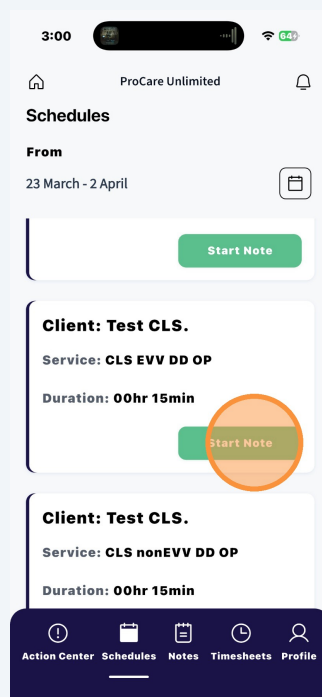 3:00
64
ProCare Unlimited
Schedules
From
23 March - 2 April
Start Note
Client: Test CLS.
Service: CLS EVV DD OP
Duration: 00hr 15min
Start Note
Client: Test CLS.
Service: CLS nonEVV DD OP
Duration: 00hr 15min
Action Center Schedules Notes Timesheets Profile